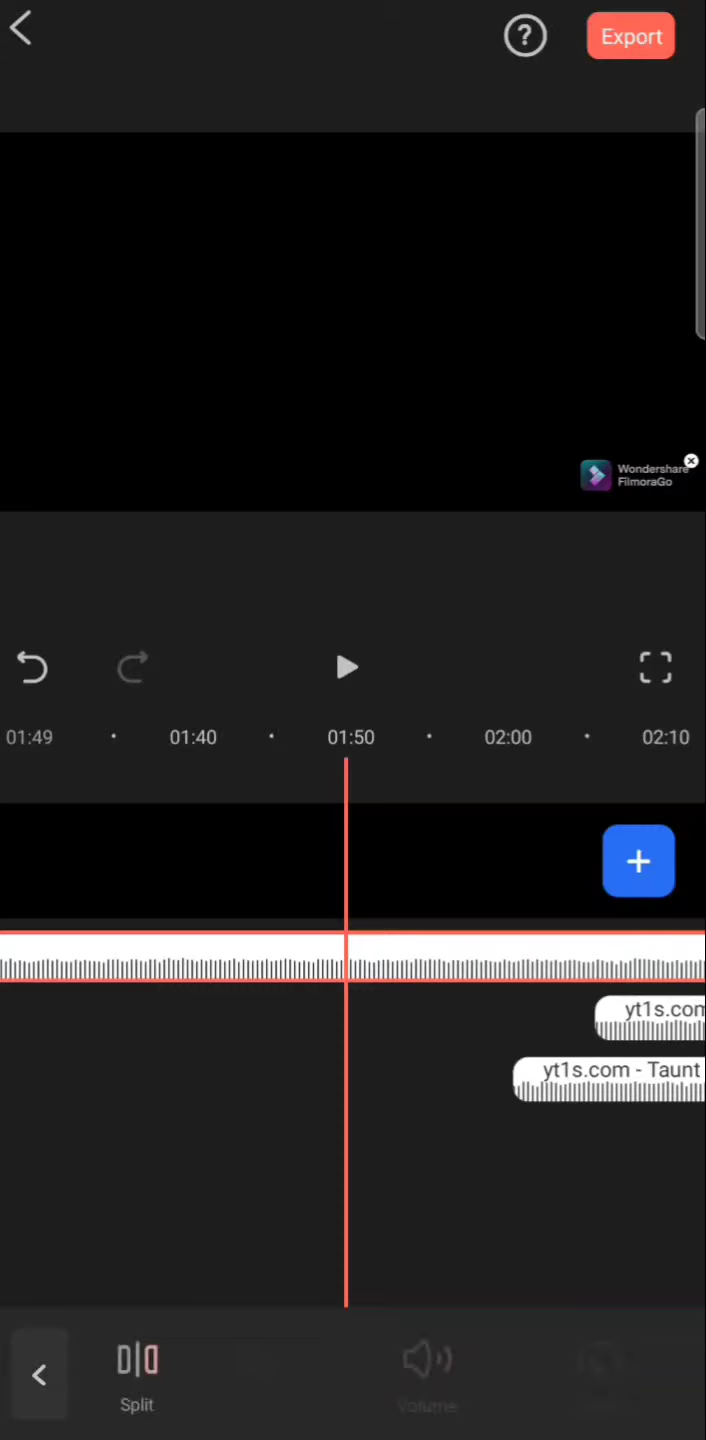 ?
Export
Wondershare
FilmoraGo
01:49
01:40
01:50
02:00
02:10
yt1s.com
yt1s.com - Taunt
Split
Volume